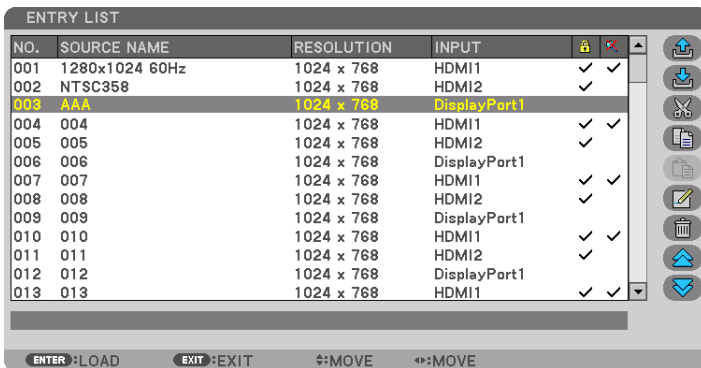 ENTRY LIST
NO. SOURCE NAME RESOLUTION INPUT
001 1280x1024 60Hz 1024 x 768 HDMI1
002 NTSC358 1024 x 768 HDMI2
003 AAA 1024 x 768 DisplayPort1
004 004 1024 x 768 HDMI1
005 005 1024 x 768 HDMI2
006 006 1024 x 768 DisplayPort1
007 007 1024 x 768 HDMI1
008 008 1024 x 768 HDMI2
009 009 1024 x 768 DisplayPort1
010 010 1024 x 768 HDMI1
011 011 1024 x 768 HDMI2
012 012 1024 x 768 DisplayPort1
013 013 1024 x 768 HDMI1
ENTER:LOAD EXIT:EXIT :MOVE :MOVE